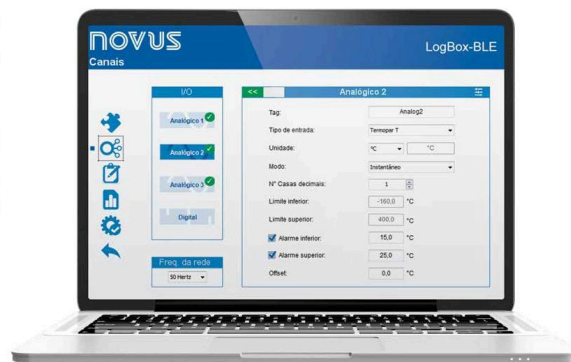 NOVUS
LogBox-BLE
Canais
I/O
Analógico 1
Analógico 2
Analógico 3
Digital
Freq. da rede
50 Hertz
<<
Analógico 2
Tag: Analog2
Tipo de entrada: Termopar T
Unidade: °C °C
Modo: Instantâneo
N° Casas decimais: 1
Limite inferior: -160,0 °C
Limite superior: 400,0 °C
Alarme inferior: 15,0 °C
Alarme superior: 25,0 °C
Offset: 0,0 °C